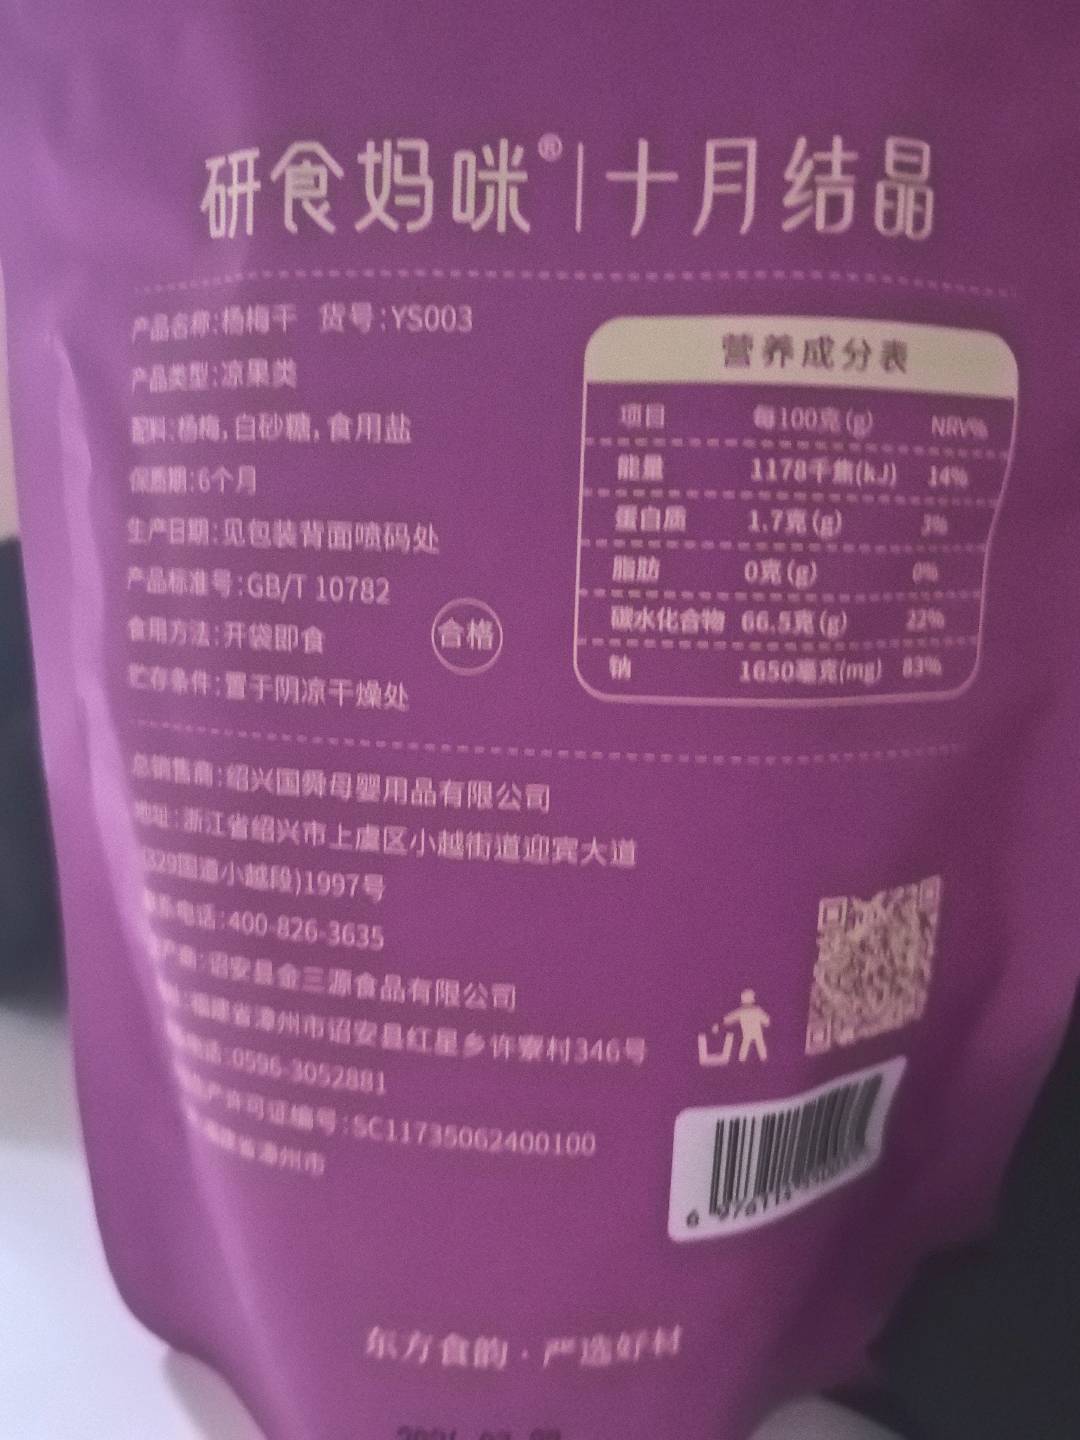 研食妈咪®|十月结晶
产品名称:杨梅干 货号:YS003
产品类型:凉果类
配料:杨梅,白砂糖,食用盐
保质期:6个月
生产日期:见包装背面喷码处
产品标准号:GB/T 10782
食用方法:开袋即食
贮存条件:置于阴凉干燥处
合格
营养成分表
项目 每100克(g) NRV%
能量 1178千焦(kJ) 14%
蛋白质 1.7克(g) 3%
脂肪 0克(g) 0%
碳水化合物 66.5克(g) 22%
钠 1650毫克(mg) 83%
总销售商:绍兴国舜母婴用品有限公司
地址:浙江省绍兴市上虞区小越街道迎宾大道
(329国道小越段)1997号
电话:400-826-3635
诏安县金三源食品有限公司
福建省漳州市诏安县红星乡许寮村346号
电话:0596-3052881
产许可证编号:SC11735062400100
福建省漳州市
东方食韵·严选好材